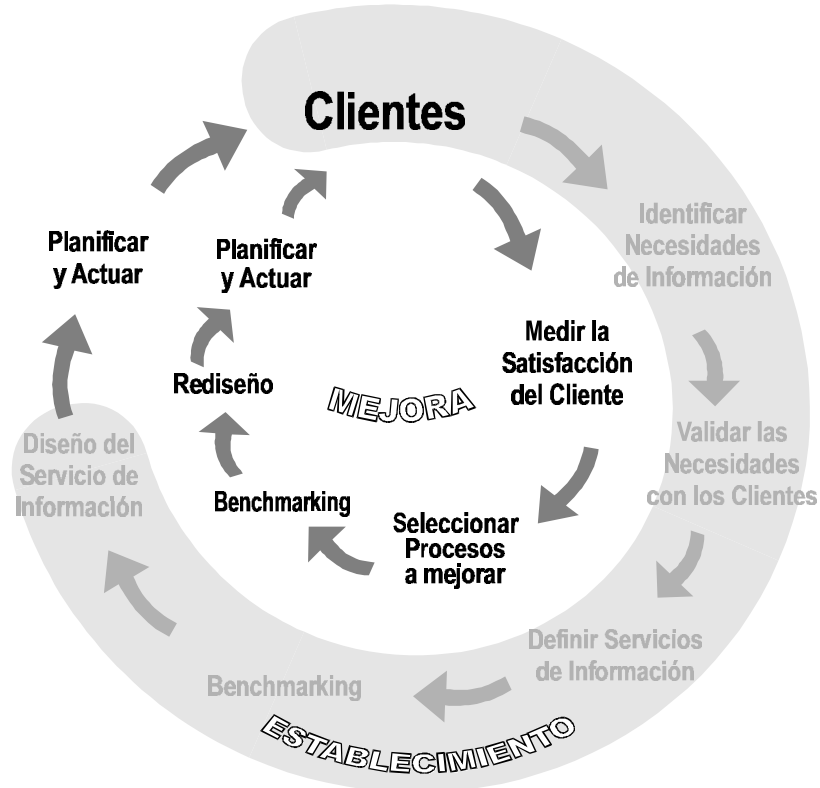 Clientes
Identificar
Necesidades
de Información
Validar las
Necesidades
con los Clientes
Definir Servicios
de Información
Benchmarking
ESTABLECIMIENTO
Diseño del
Servicio de
Información
Planificar
y Actuar
Medir la
Satisfacción
del Cliente
Seleccionar
Procesos
a mejorar
Benchmarking
Rediseño
Planificar
y Actuar
MEJORA